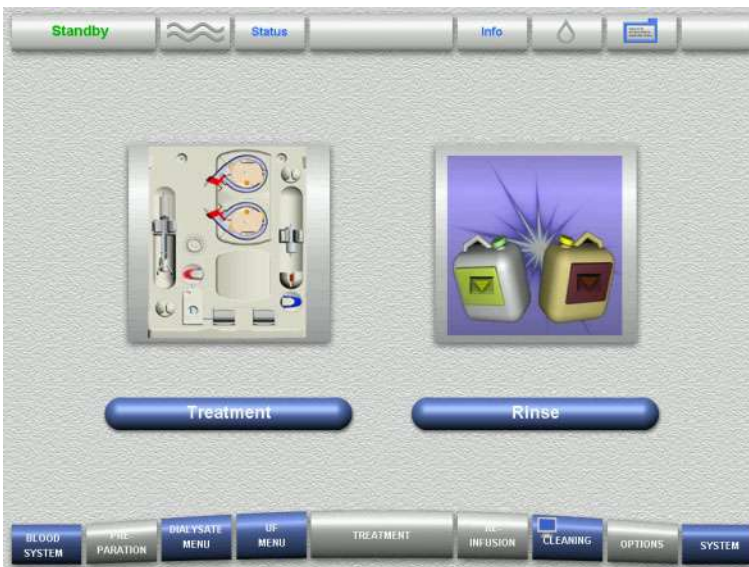 Standby
Status
Info
Treatment
Rinse
BLOOD
SYSTEM
PRE-
PARATION
DIALYSATE
MENU
UF
MENU
TREATMENT
RE-
INFUSION
CLEANING
OPTIONS
SYSTEM